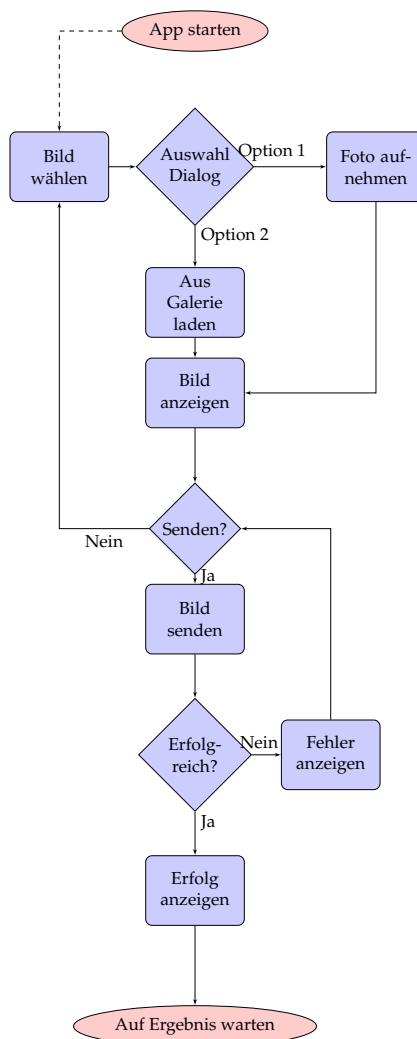 App starten
Bild
wählen
Auswahl
Dialog
Option 1
Foto auf-
nehmen
Option 2
Aus
Galerie
laden
Bild
anzeigen
Senden?
Nein
Ja
Bild
senden
Erfolg-
reich?
Nein
Fehler
anzeigen
Ja
Erfolg
anzeigen
Auf Ergebnis warten